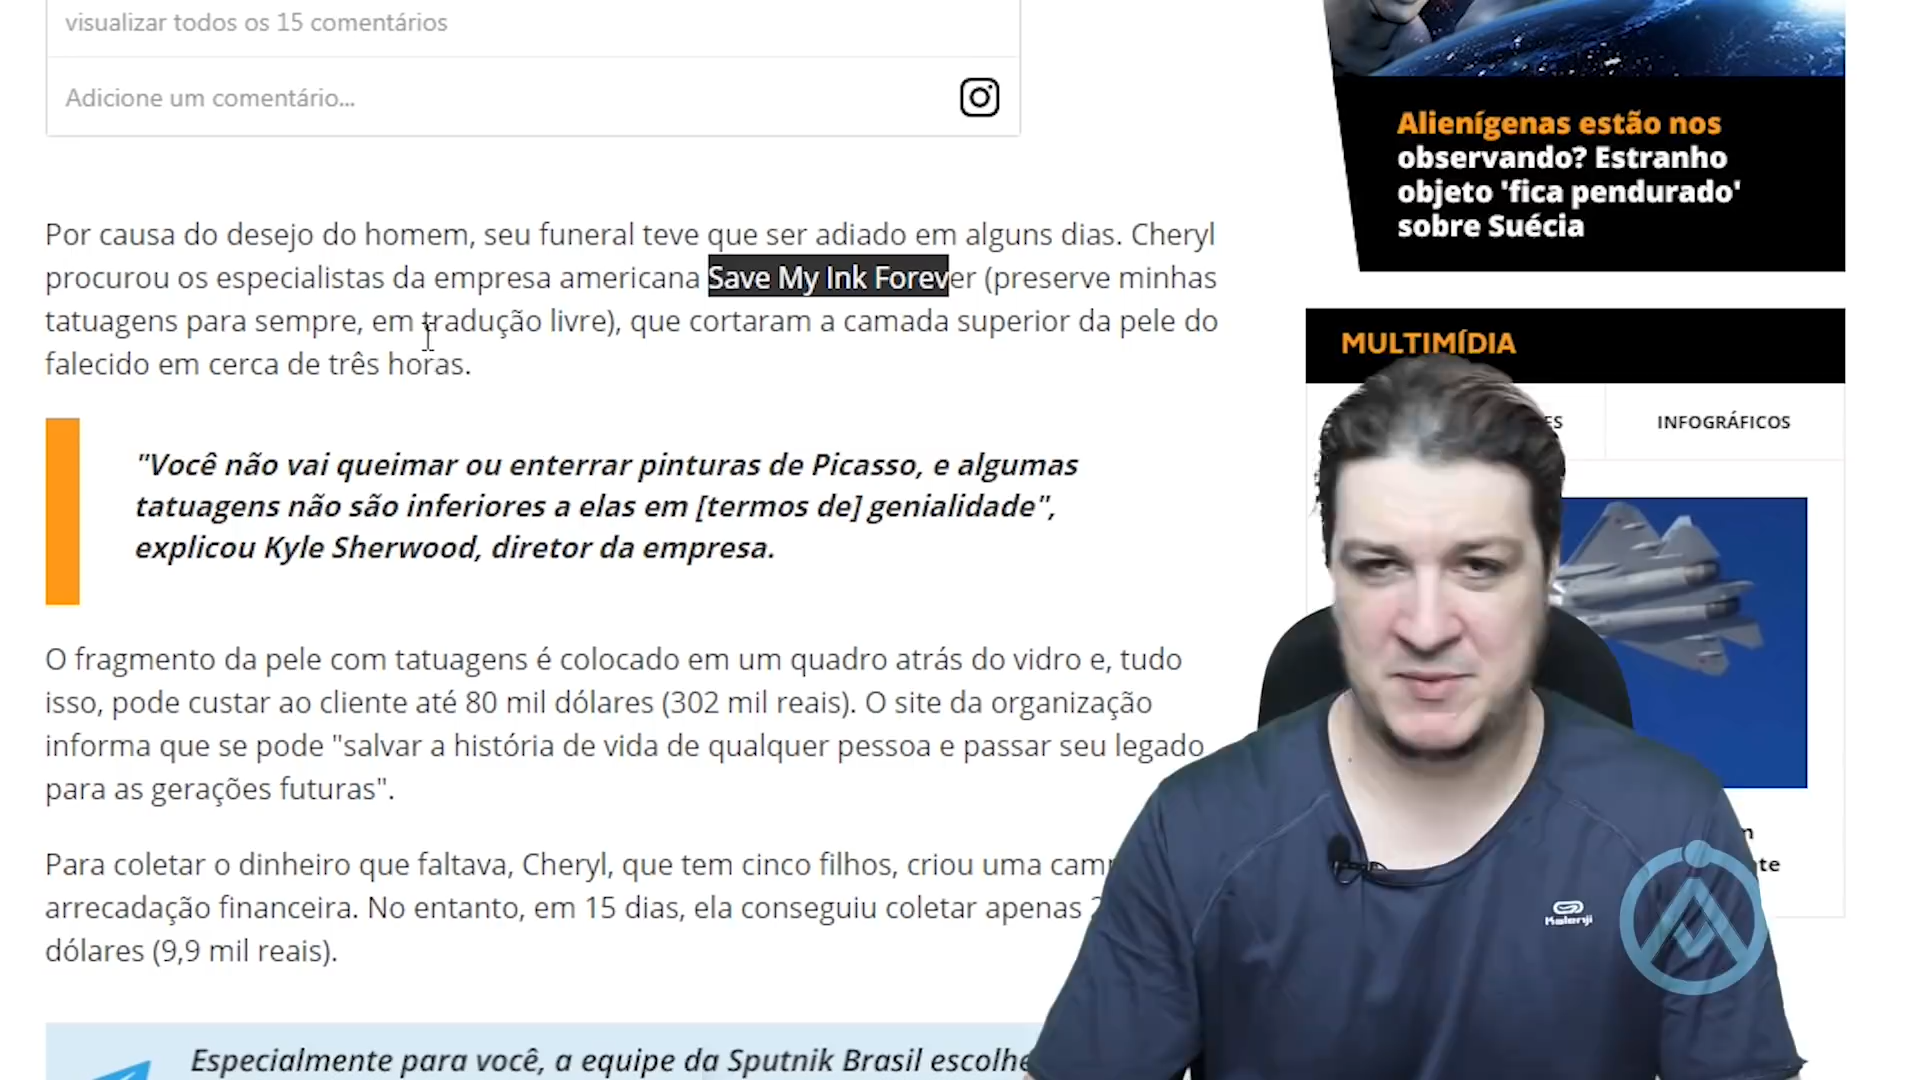 visualizar todos os 15 comentários
Adicione um comentário...
Por causa do desejo do homem, seu funeral teve que ser adiado em alguns dias. Cheryl
procurou os especialistas da empresa americana Save My Ink Forever (preserve minhas
tatuagens para sempre, em tradução livre), que cortaram a camada superior da pele do
falecido em cerca de três horas.
"Você não vai queimar ou enterrar pinturas de Picasso, e algumas
tatuagens não são inferiores a elas em [termos de] genialidade",
explicou Kyle Sherwood, diretor da empresa.
O fragmento da pele com tatuagens é colocado em um quadro atrás do vidro e, tudo
isso, pode custar ao cliente até 80 mil dólares (302 mil reais). O site da organização
informa que se pode "salvar a história de vida de qualquer pessoa e passar seu legado
para as gerações futuras".
Para coletar o dinheiro que faltava, Cheryl, que tem cinco filhos, criou uma
arrecadação financeira. No entanto, em 15 dias, ela conseguiu coletar apenas
dólares (9,9 mil reais).
Especialmente para você, a equipe da Sputnik Brasil
Alienígenas estão nos
observando? Estranho
objeto 'fica pendurado'
sobre Suécia
MULTIMÍDIA
INFOGRÁFICOS
Kalenji